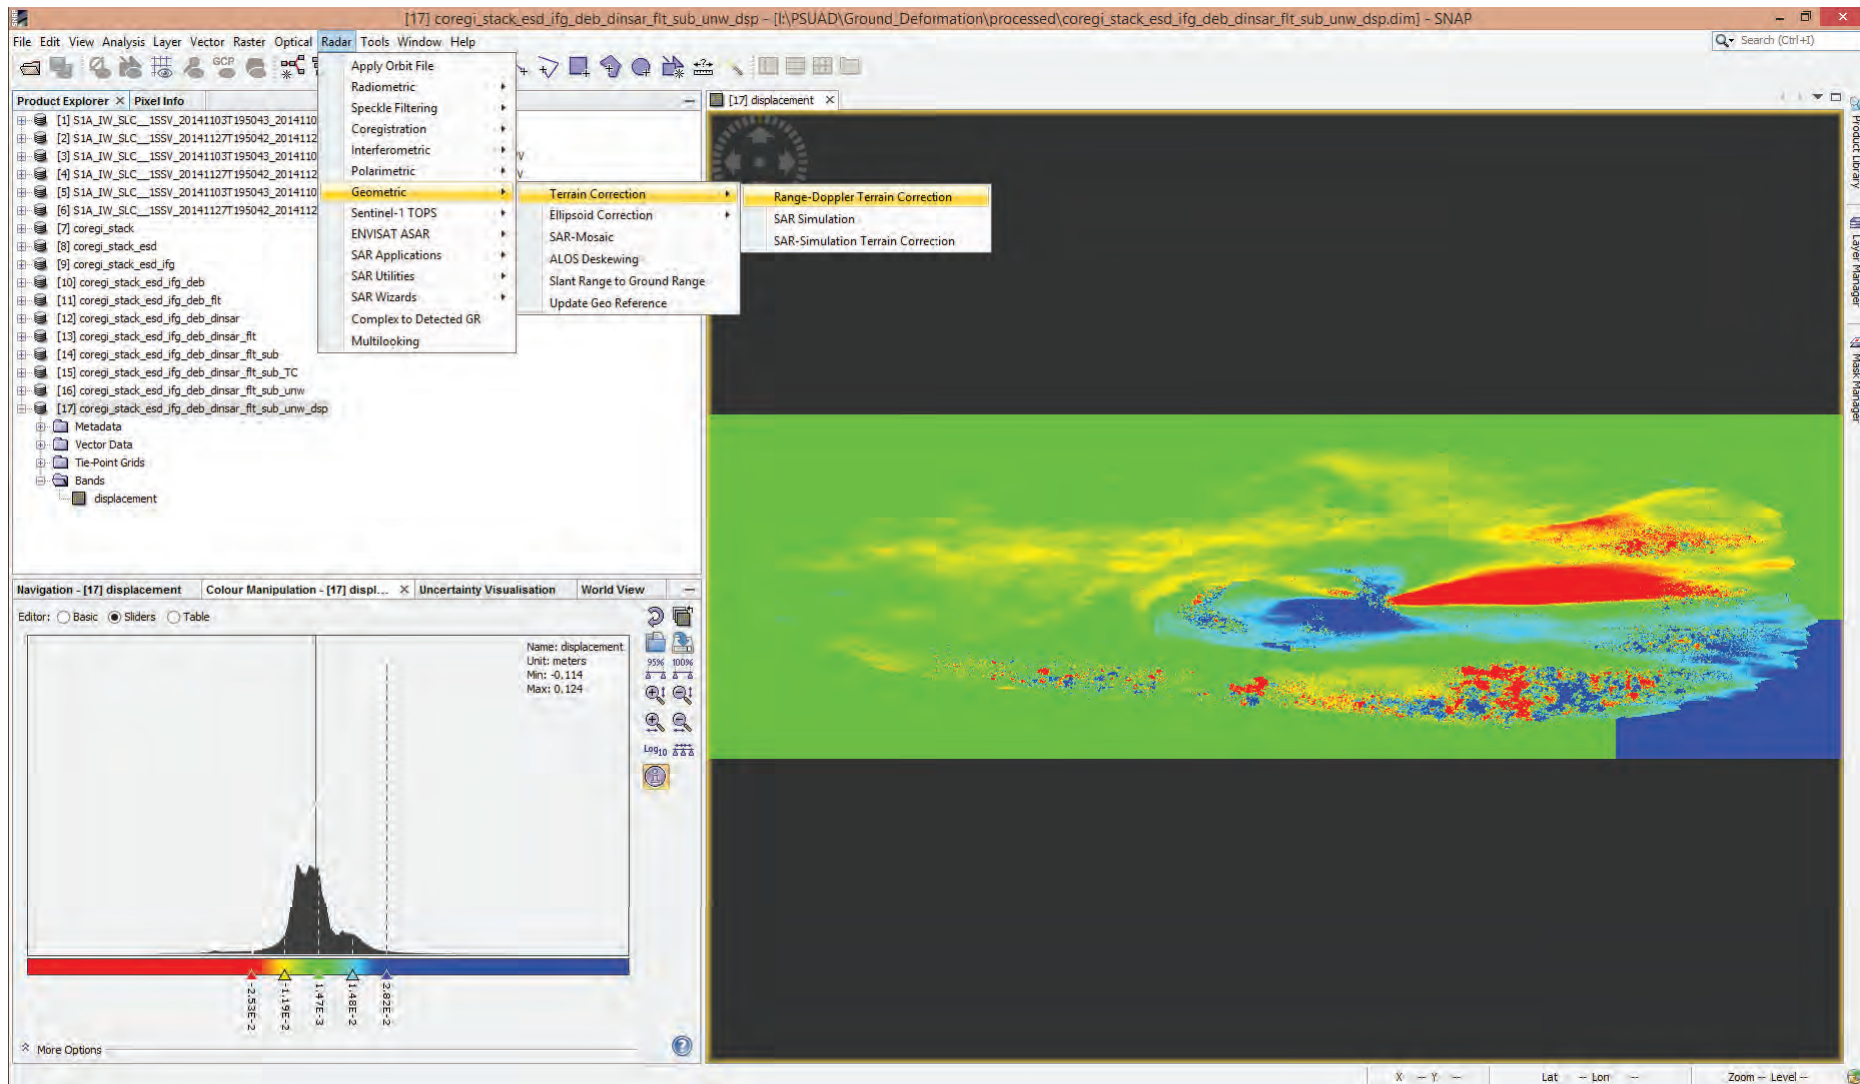 [17] coregi_stack_esd_ifg_deb_dinsar_flt_sub_unw_dsp - [I:\PSUAD\Ground_Deformation\processed\coregi_stack_esd_ifg_deb_dinsar_flt_sub_unw_dsp.dim] - SNAP
File Edit View Analysis Layer Vector Raster Optical Radar Tools Window Help
Search (Ctrl+I)
GCP
Apply Orbit File
Radiometric
Speckle Filtering
Coregistration
Interferometric
Polarimetric
Geometric
Sentinel-1 TOPS
ENVISAT ASAR
SAR Applications
SAR Utilities
SAR Wizards
Complex to Detected GR
Multilooking
Terrain Correction
Ellipsoid Correction
SAR-Mosaic
ALOS Deskewing
Slant Range to Ground Range
Update Geo Reference
Range-Doppler Terrain Correction
SAR Simulation
SAR-Simulation Terrain Correction
Product Explorer × Pixel Info
[1] S1A_IW_SLC__1SSV_20141103T195043_2014110
[2] S1A_IW_SLC__1SSV_20141127T195042_2014112
[3] S1A_IW_SLC__1SSV_20141103T195043_2014110
[4] S1A_IW_SLC__1SSV_20141127T195042_2014112
[5] S1A_IW_SLC__1SSV_20141103T195043_2014110
[6] S1A_IW_SLC__1SSV_20141127T195042_2014112
[7] coregi_stack
[8] coregi_stack_esd
[9] coregi_stack_esd_ifg
[10] coregi_stack_esd_ifg_deb
[11] coregi_stack_esd_ifg_deb_flt
[12] coregi_stack_esd_ifg_deb_dinsar
[13] coregi_stack_esd_ifg_deb_dinsar_flt
[14] coregi_stack_esd_ifg_deb_dinsar_flt_sub
[15] coregi_stack_esd_ifg_deb_dinsar_flt_sub_TC
[16] coregi_stack_esd_ifg_deb_dinsar_flt_sub_unw
[17] coregi_stack_esd_ifg_deb_dinsar_flt_sub_unw_dsp
Metadata
Vector Data
Tie-Point Grids
Bands
displacement
[17] displacement ×
Product Library
Layer Manager
Mask Manager
Navigation - [17] displacement Colour Manipulation - [17] displ... × Uncertainty Visualisation World View
Editor: Basic Sliders Table
Name: displacement
Unit: meters
Min: -0.114
Max: 0.124
95% 100%
Log10
-2.53E-2
-1.19E-2
1.47E-3
1.48E-2
2.82E-2
More Options
X -- Y -- Lat -- Lon -- Zoom -- Level --